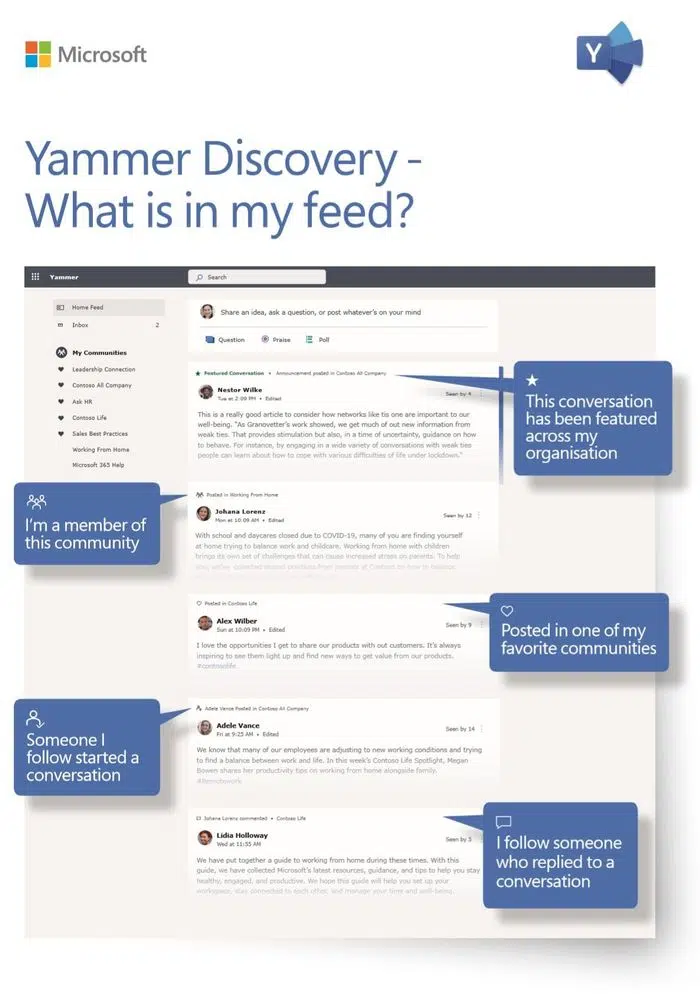 Microsoft
Y
Yammer Discovery -
What is in my feed?
Yammer
Search
Home Feed
Inbox 2
My Communities
Leadership Connection
Contoso All Company
Ask HR
Contoso Life
Sales Best Practices
Working From Home
Microsoft 365 Help
Share an idea, ask a question, or post whatever's on your mind
Question Praise Poll
Featured Conversation • Announcement posted in Contoso All Company
Nestor Wilke
Tue at 2:09 PM • Edited
Seen by 4
This is a really good article to consider how networks like tis one are important to our
well-being. "As Granovetter's work showed, we get much of out new information from
weak ties. That provides stimulation but also, in a time of uncertainty, guidance on how
to behave. For instance, by engaging in a wide variety of conversations with weak ties
people can learn about how to cope with various difficulties of life under lockdown."
This conversation
has been featured
across my
organisation
I'm a member of
this community
Posted in Working From Home
Johana Lorenz
Mon at 10:09 AM • Edited
Seen by 12
With school and daycares closed due to COVID-19, many of you are finding yourself
at home trying to balance work and childcare. Working from home with children
brings its own set of challenges that can cause increased stress on parents. To help
you, we've collected
Posted in Contoso Life
Alex Wilber
Sun at 10:09 PM • Edited
Seen by 9
I love the opportunities I get to share our products with out customers. It's always
inspiring to see them light up and find new ways to get value from our products.
#contosolife
Posted in one of my
favorite communities
Someone I
follow started a
conversation
Adele Vance Posted in Contoso All Company
Adele Vance
Fri at 9:25 AM • Edited
Seen by 14
We know that many of our employees are adjusting to new working conditions and trying
to find a balance between work and life. In this week's Contoso Life Spotlight, Megan
Bowen shares her productivity tips on working from home alongside family.
#Remotework
Johana Lorenz commented • Contoso Life
Lidia Holloway
Wed at 11:35 AM
Seen by 3
We have put together a guide to working from home during these times. With this
guide, we have collected Microsoft's latest resources, guidance, and tips to help you stay
healthy, engaged, and productive. We hope this guide will help you set up your
workspace, stay connected to each other, and manage your time and well-being.
I follow someone
who replied to a
conversation